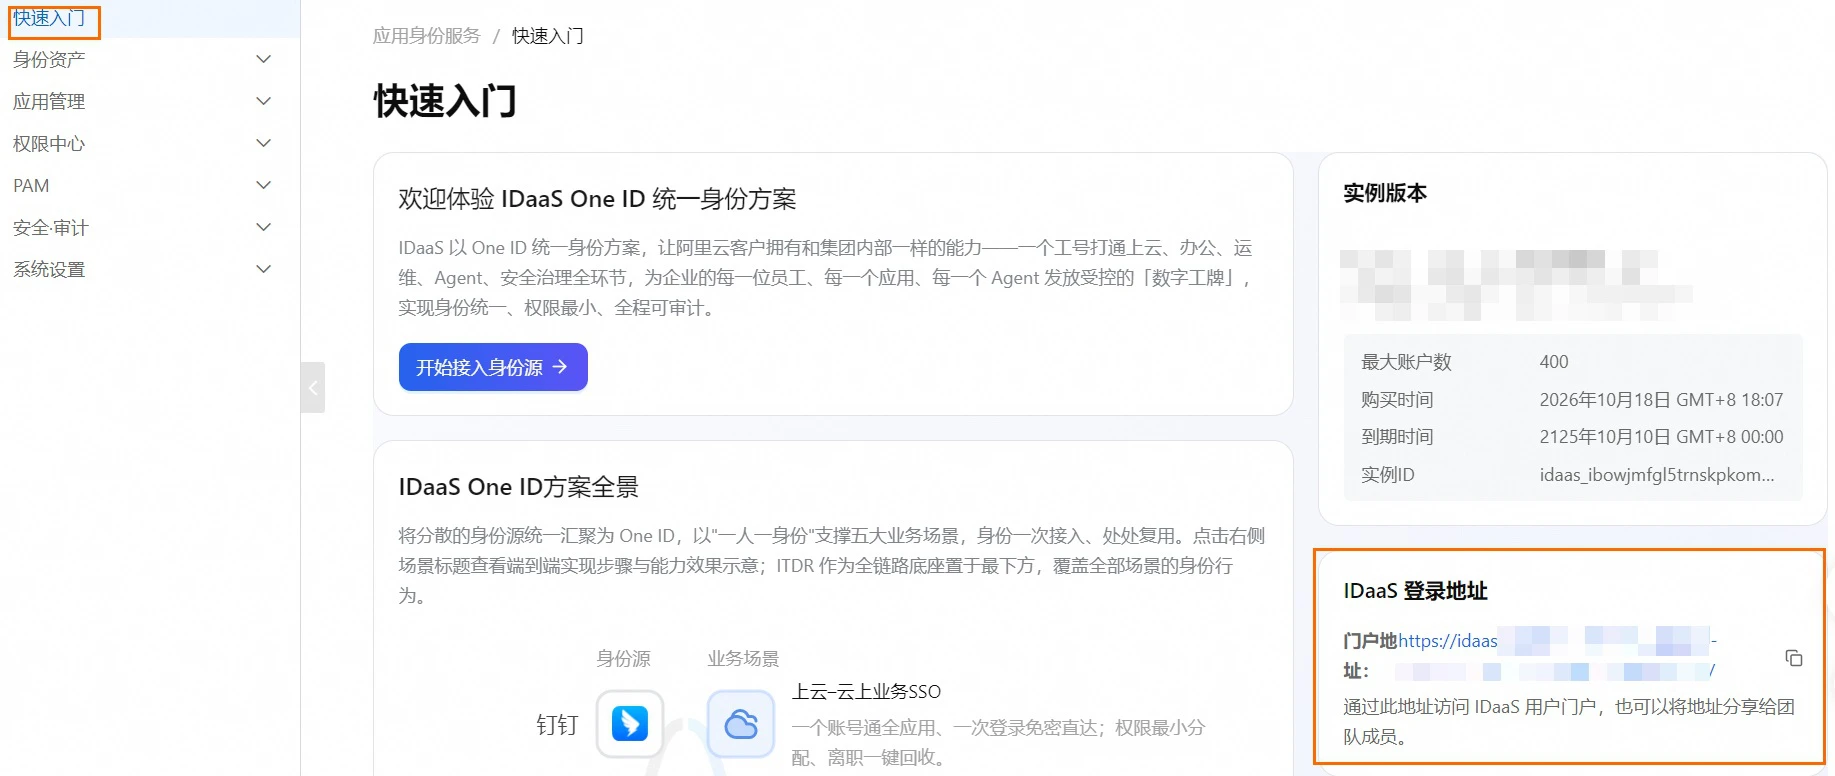 快速入门
身份资产
应用管理
权限中心
PAM
安全·审计
系统设置
应用身份服务 / 快速入门
快速入门
欢迎体验 IDaaS One ID 统一身份方案
IDaaS 以 One ID 统一身份方案，让阿里云客户拥有和集团内部一样的能力——一个工号打通上云、办公、运
维、Agent、安全治理全环节，为企业的每一位员工、每一个应用、每一个 Agent 发放受控的「数字工牌」，
实现身份统一、权限最小、全程可审计。
开始接入身份源 →
IDaaS One ID方案全景
将分散的身份源统一汇聚为 One ID，以"一人一身份"支撑五大业务场景，身份一次接入、处处复用。点击右侧
场景标题查看端到端实现步骤与能力效果示意；ITDR 作为全链路底座置于最下方，覆盖全部场景的身份行
为。
身份源
业务场景
钉钉
上云–云上业务SSO
一个账号通全应用、一次登录免密直达；权限最小分
配、离职一键回收。
实例版本
最大账户数 400
购买时间 2026年10月18日 GMT+8 18:07
到期时间 2125年10月10日 GMT+8 00:00
实例ID idaas_ibowjmfgl5trnskpkom...
IDaaS 登录地址
门户地https://idaas -
址： /
通过此地址访问 IDaaS 用户门户，也可以将地址分享给团
队成员。